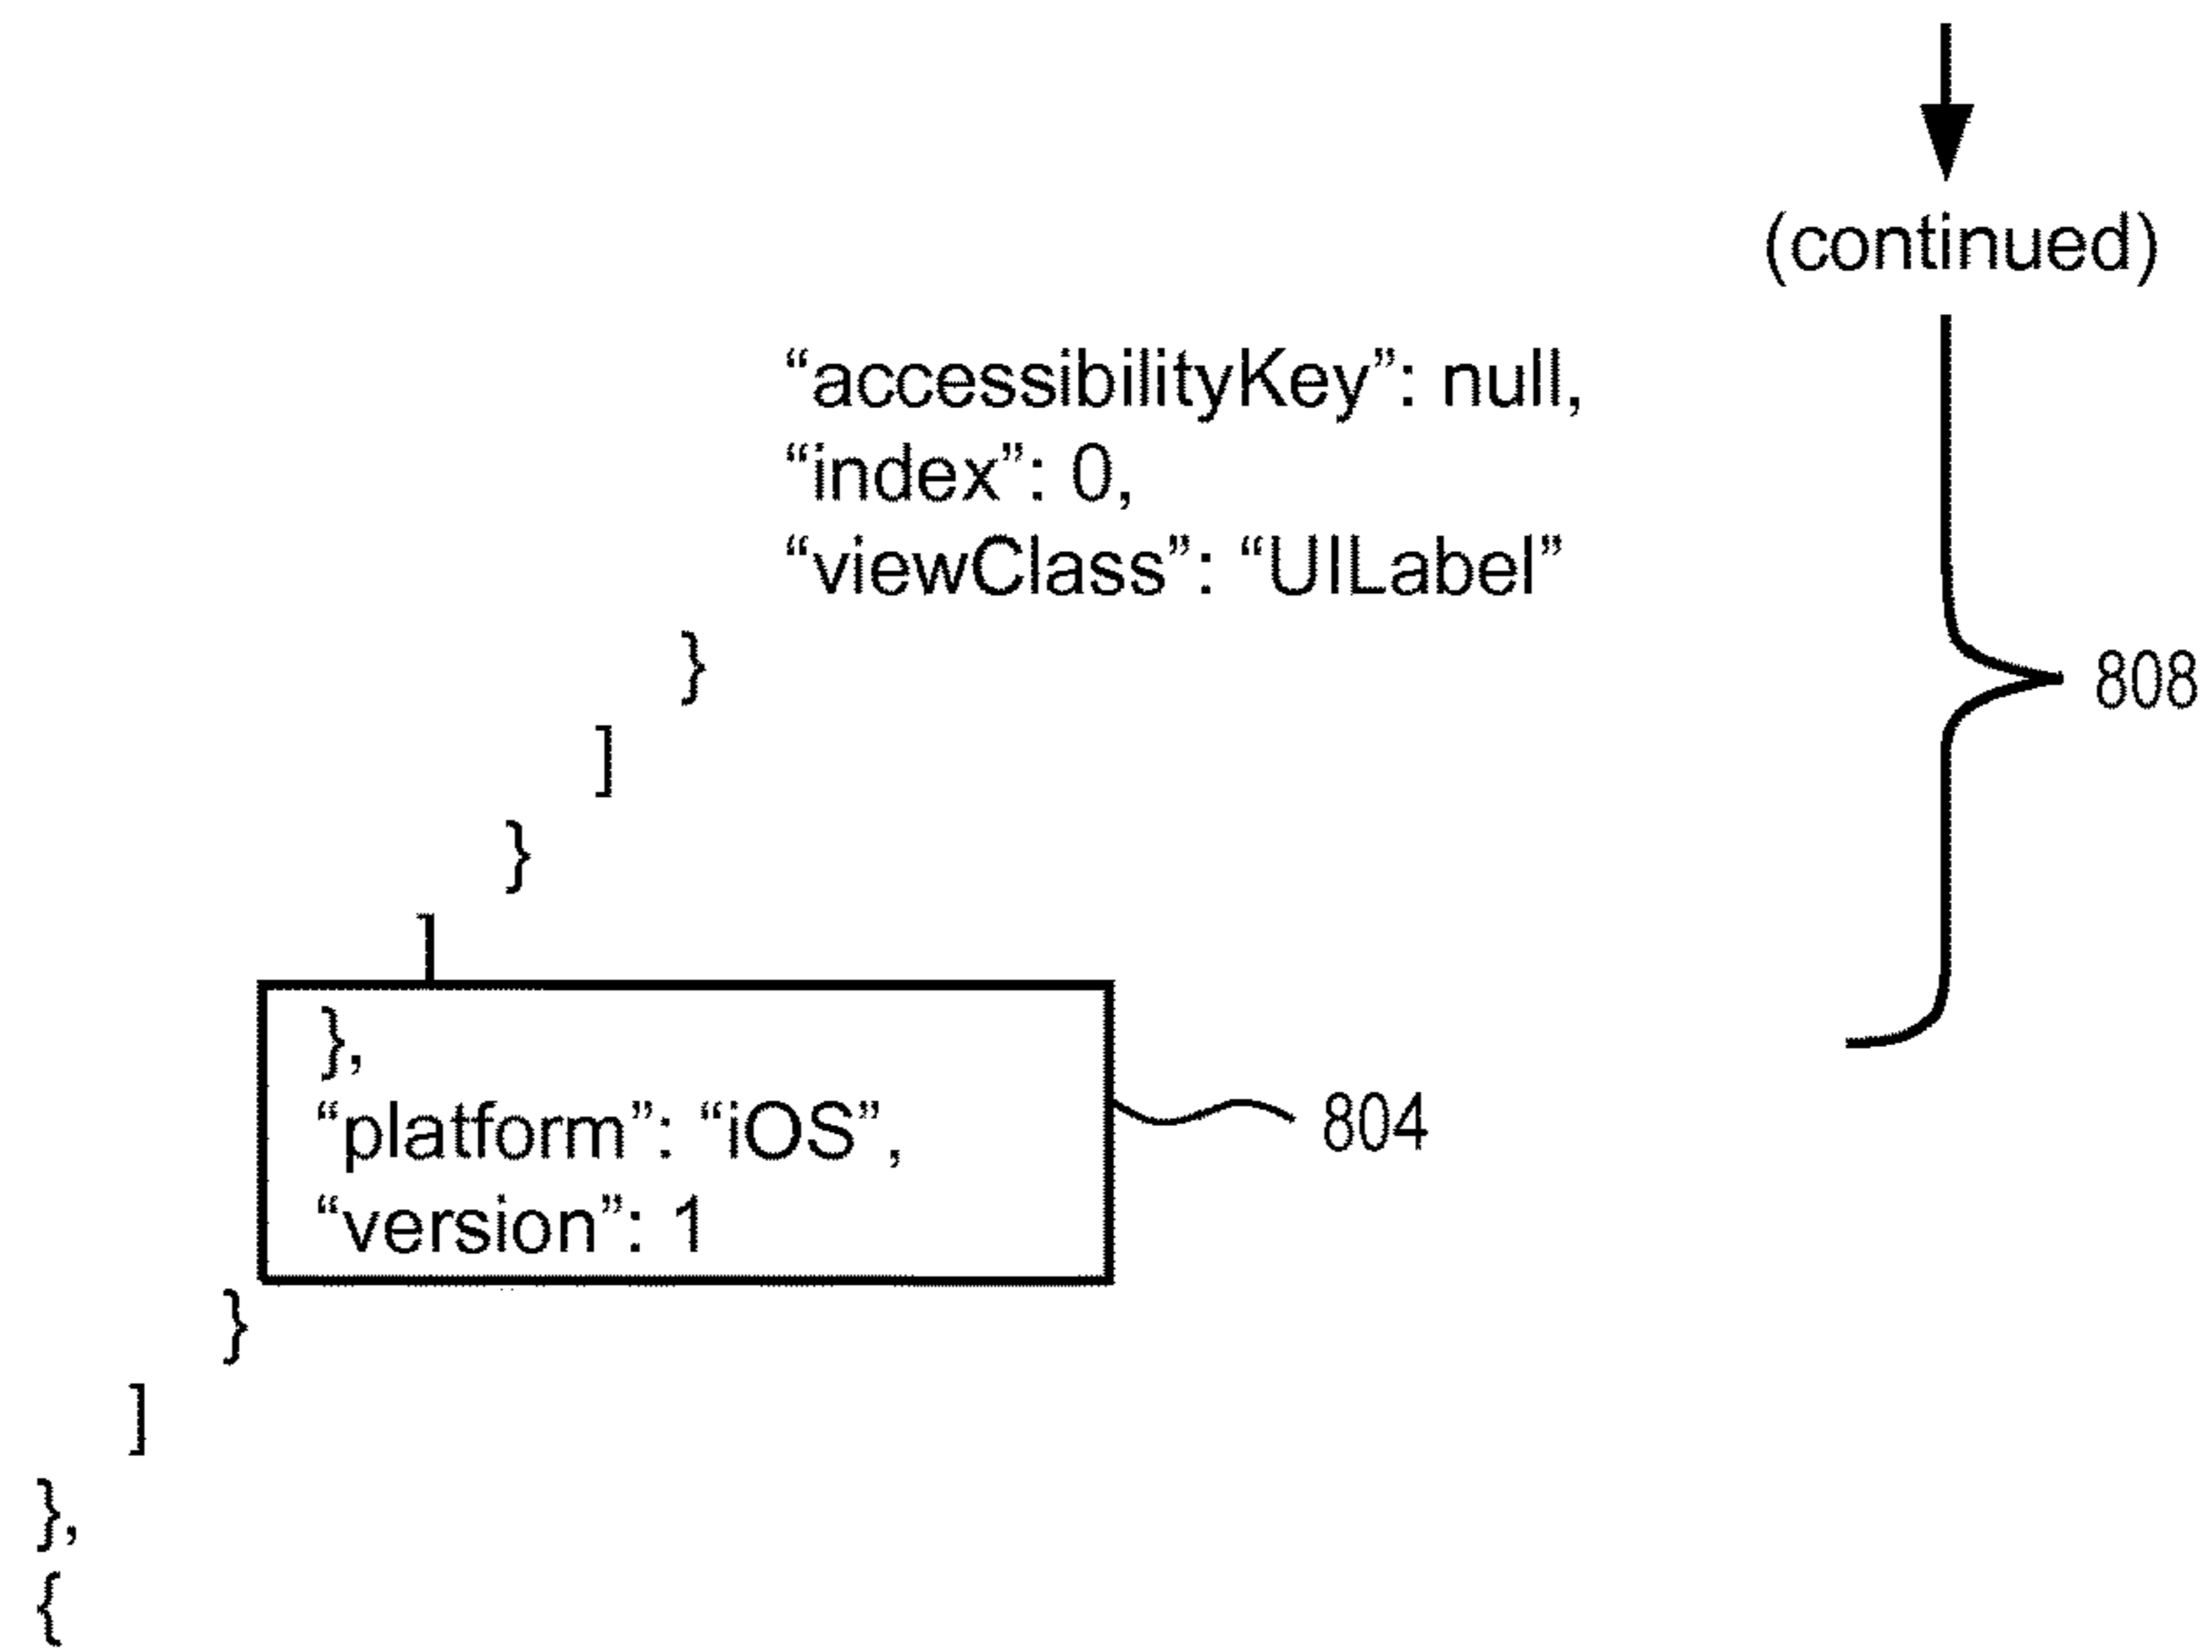 (continued)
“accessibilityKey”: null,
“index”: 0,
“viewClass”: “UILabel”
}
808
]
}
]
},
“platform”: “iOS”,
804
“version”: 1
}
]
},
{